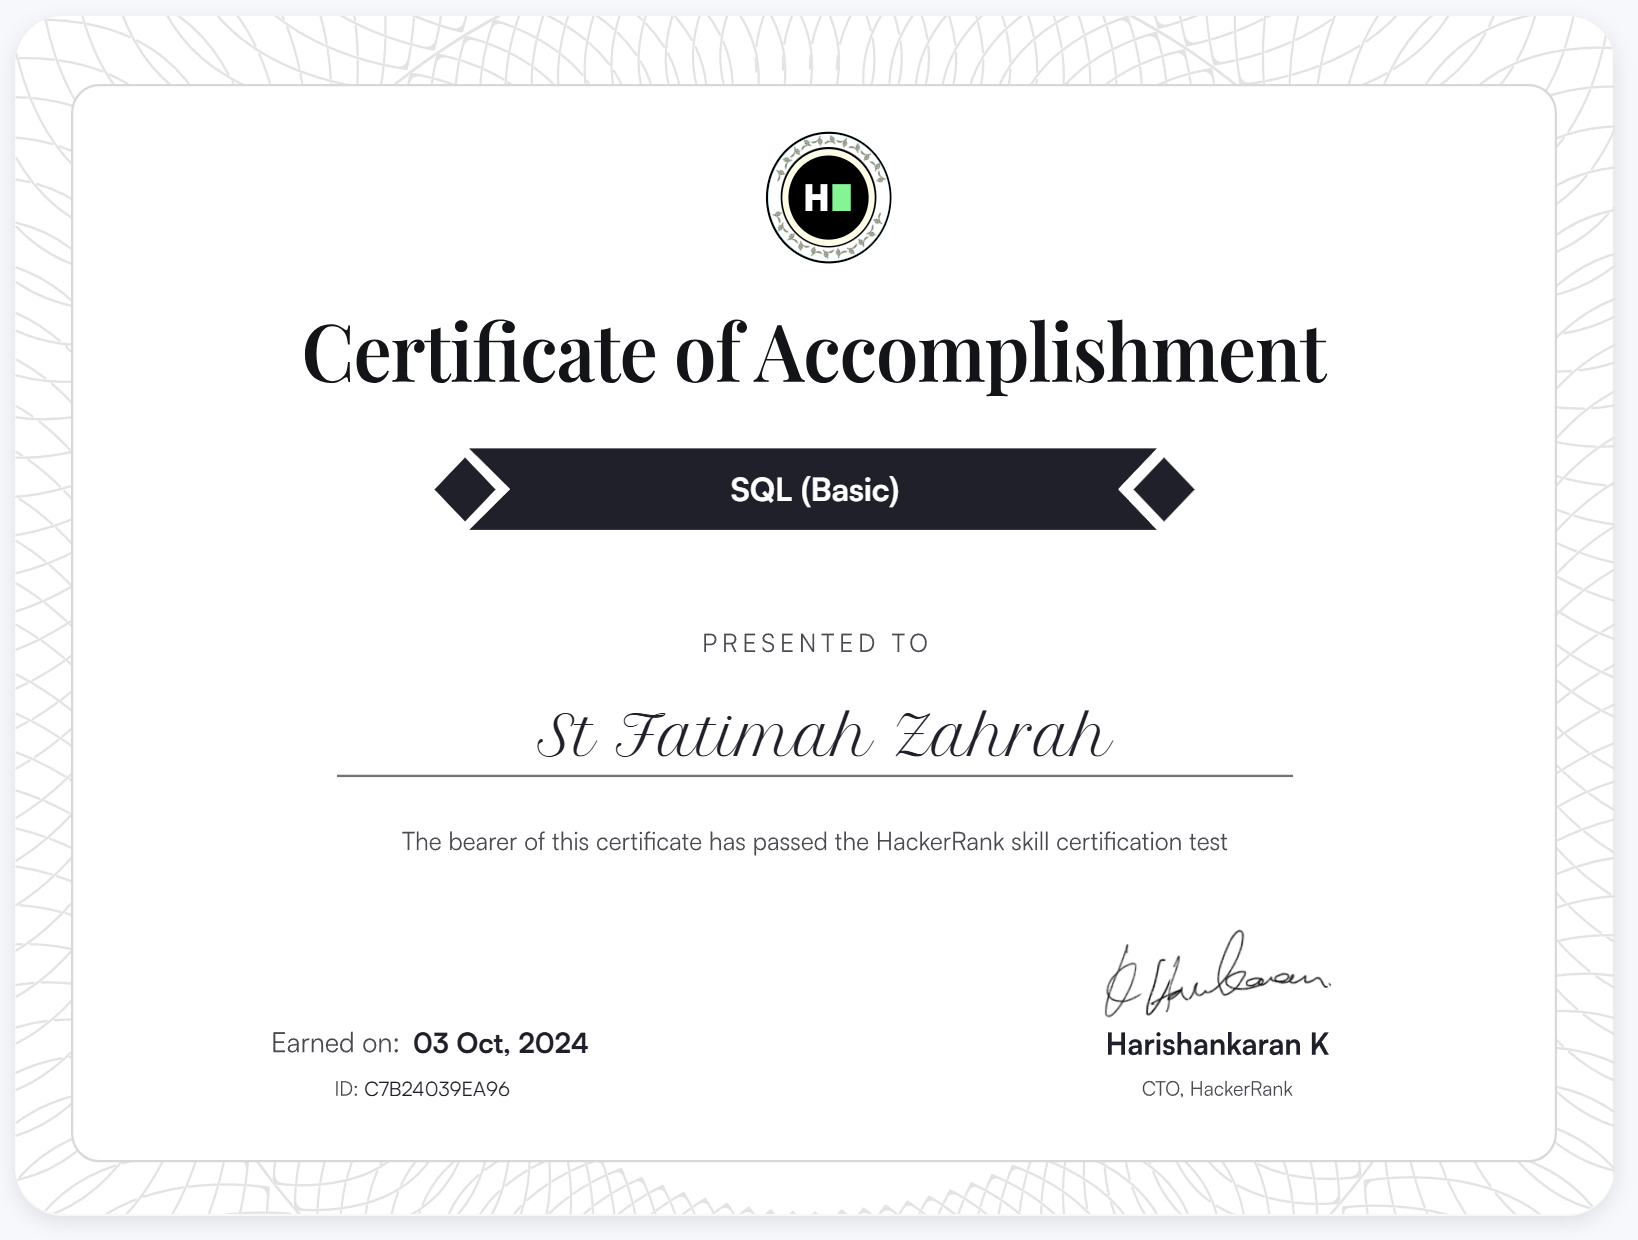 H
Certificate of Accomplishment
SQL (Basic)
PRESENTED TO
St Fatimah Zahrah
The bearer of this certificate has passed the HackerRank skill certification test
Earned on: 03 Oct, 2024
ID: C7B24039EA96
Harishankaran K
CTO, HackerRank